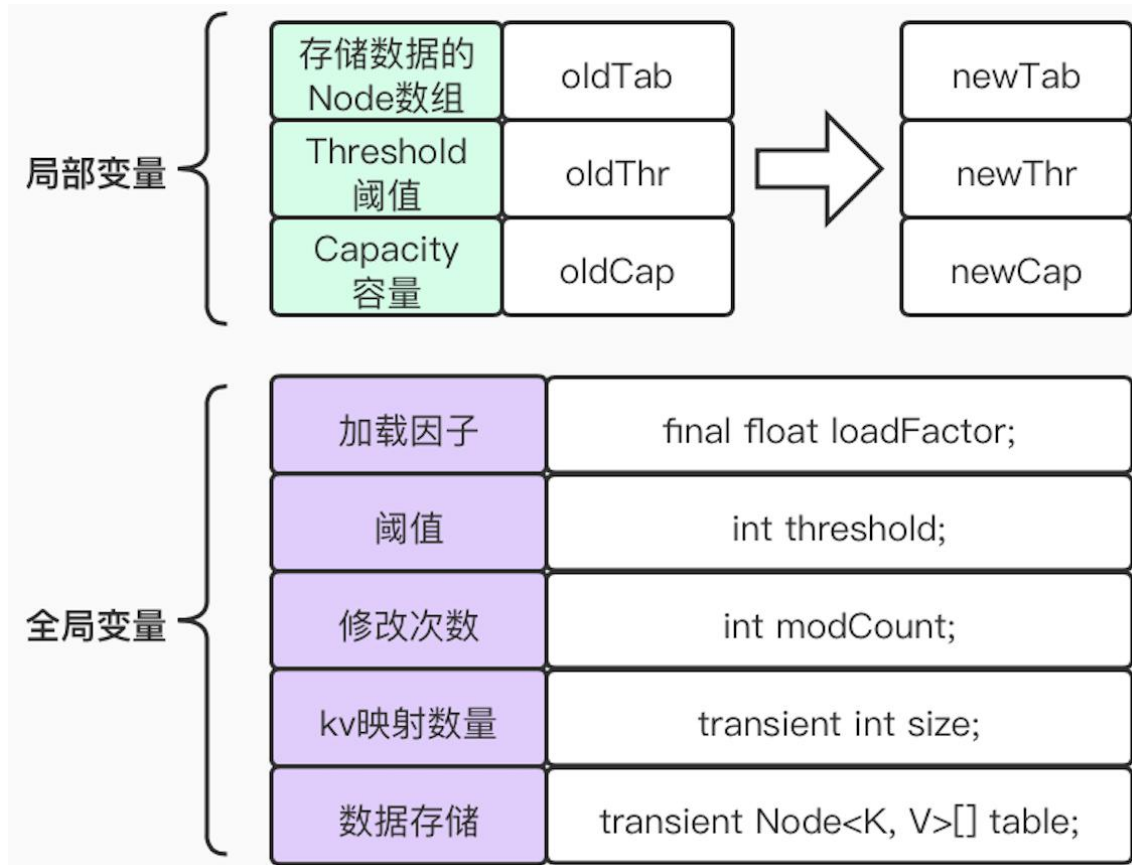 局部变量
存储数据的
Node数组
oldTab
newTab
Threshold
阈值
oldThr
newThr
Capacity
容量
oldCap
newCap
全局变量
加载因子
final float loadFactor;
阈值
int threshold;
修改次数
int modCount;
kv映射数量
transient int size;
数据存储
transient Node<K, V>[] table;